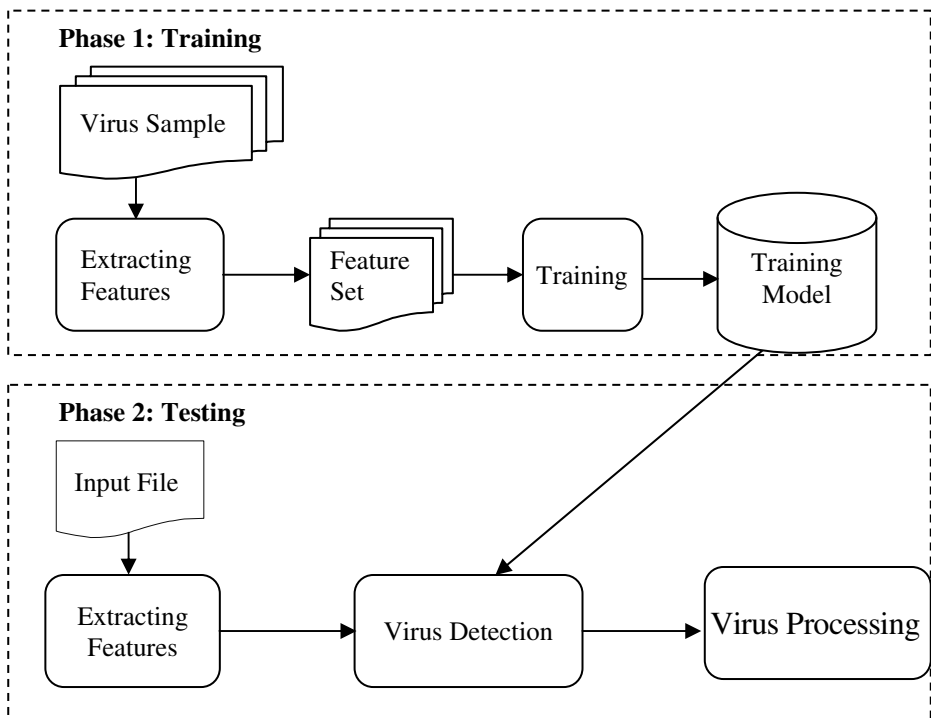 Phase 1: Training
Virus Sample
Extracting
Features
Feature
Set
Training
Training
Model
Phase 2: Testing
Input File
Extracting
Features
Virus Detection
Virus Processing